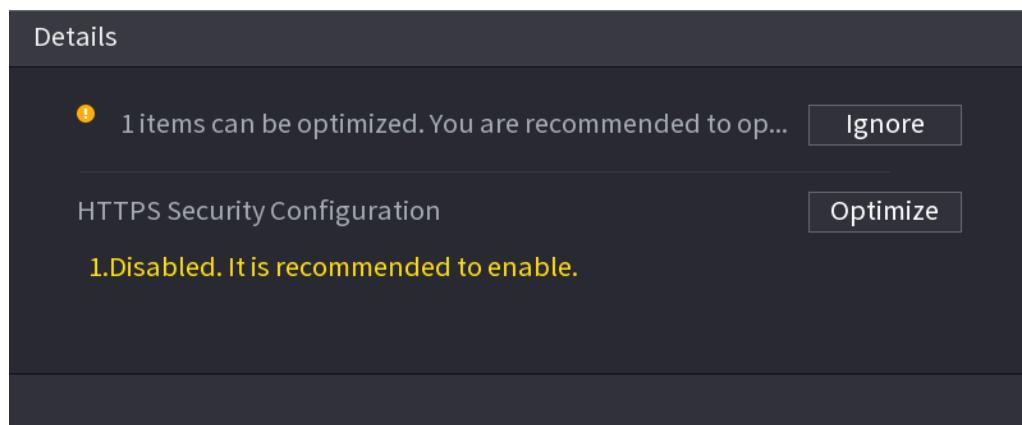 Details
1 items can be optimized. You are recommended to op...
Ignore
HTTPS Security Configuration
Optimize
1.Disabled. It is recommended to enable.